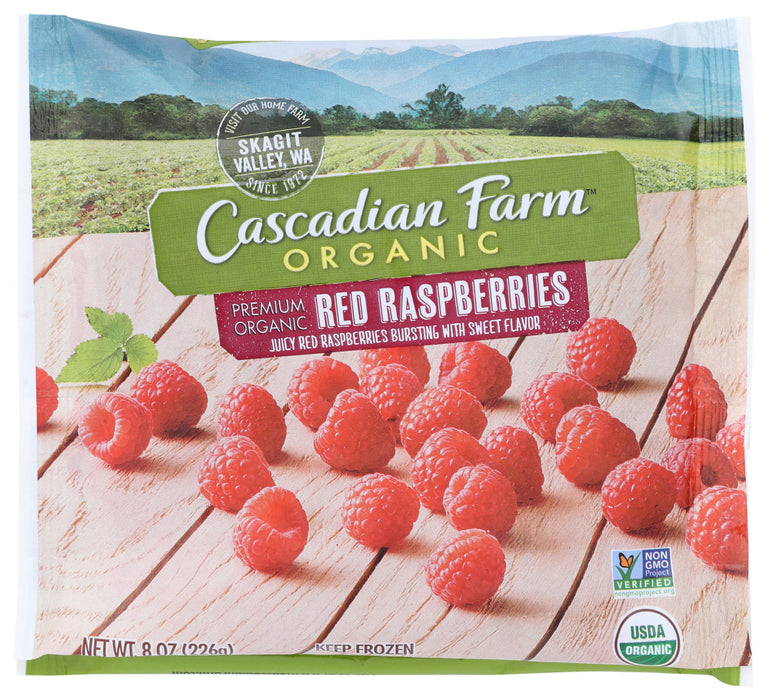 VISIT OUR HOME FARM
SKAGIT
VALLEY, WA
SINCE 1972
Cascadian Farm™
ORGANIC
PREMIUM
ORGANIC
RED RASPBERRIES
JUICY RED RASPBERRIES BURSTING WITH SWEET FLAVOR
NON
GMO
Project
VERIFIED
nongmoproject.org
USDA
ORGANIC
NET WT. 8 OZ (226g)
KEEP FROZEN